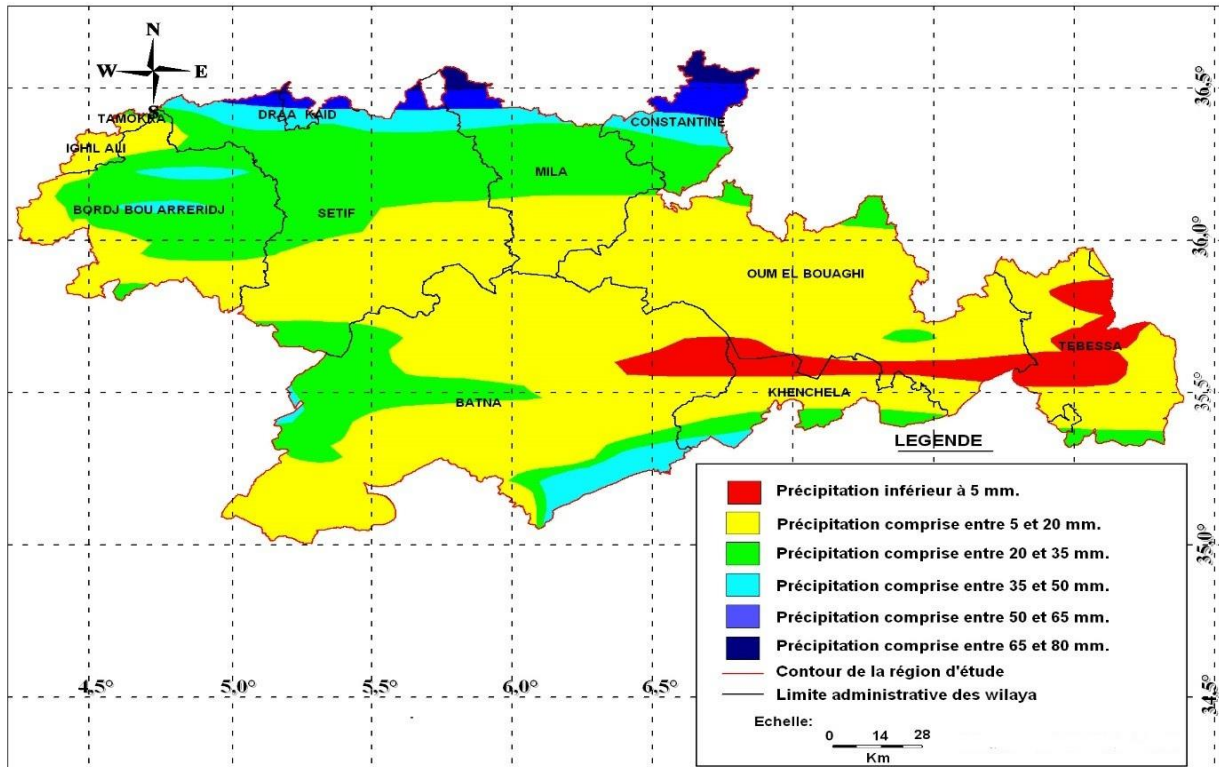 N
W E
S
TAMOKRA
DRAA KAID
CONSTANTINE
IGHIL ALI
MILA
BORDJ BOU ARRERIDJ
SETIF
OUM EL BOUAGHI
TEBESSA
BATNA
KHENCHELA
36,5°
36,0°
35,5°
35,0°
34,5°
4,5° 5,0° 5,5° 6,0° 6,5°
LEGENDE
Précipitation inférieur à 5 mm.
Précipitation comprise entre 5 et 20 mm.
Précipitation comprise entre 20 et 35 mm.
Précipitation comprise entre 35 et 50 mm.
Précipitation comprise entre 50 et 65 mm.
Précipitation comprise entre 65 et 80 mm.
Contour de la région d'étude
Limite administrative des wilaya
Echelle:
0 14 28
Km